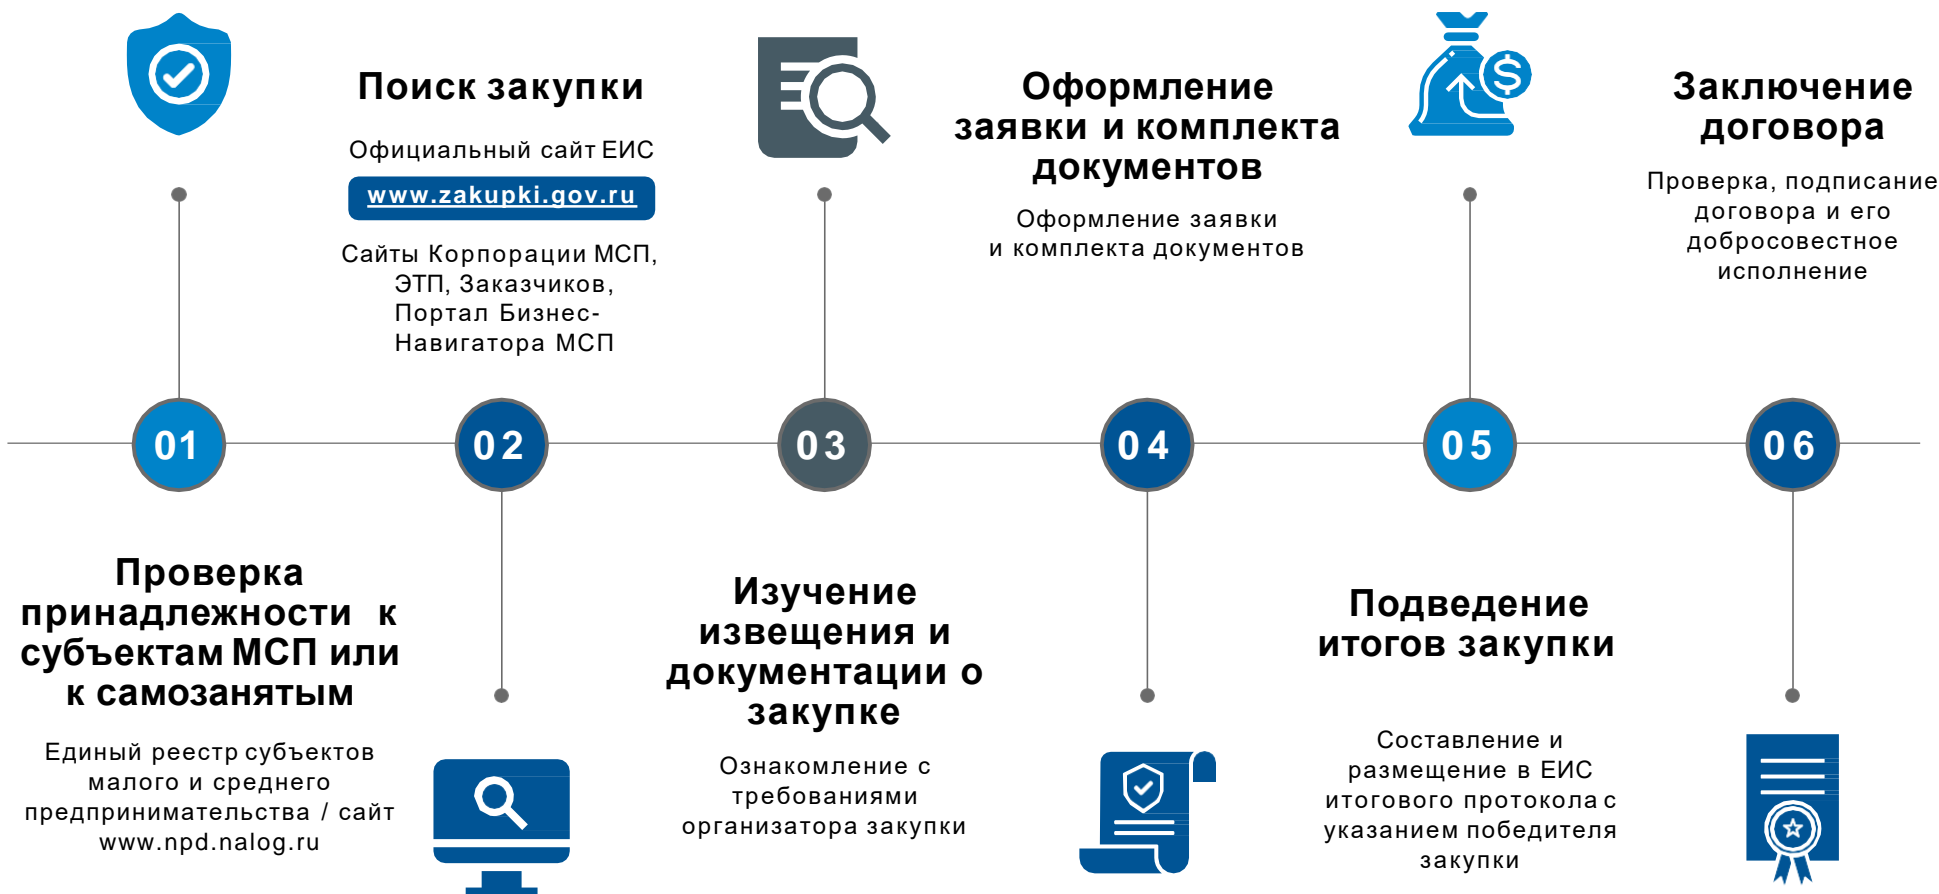 Поиск закупки
Официальный сайт ЕИС
www.zakupki.gov.ru
Сайты Корпорации МСП,
ЭТП, Заказчиков,
Портал Бизнес-
Навигатора МСП
Оформление
заявки и комплекта
документов
Оформление заявки
и комплекта документов
Заключение
договора
Проверка, подписание
договора и его
добросовестное
исполнение
01
02
03
04
05
06
Проверка
принадлежности к
субъектам МСП или
к самозанятым
Единый реестр субъектов
малого и среднего
предпринимательства / сайт
www.npd.nalog.ru
Изучение
извещения и
документации о
закупке
Ознакомление с
требованиями
организатора закупки
Подведение
итогов закупки
Составление и
размещение в ЕИС
итогового протокола с
указанием победителя
закупки